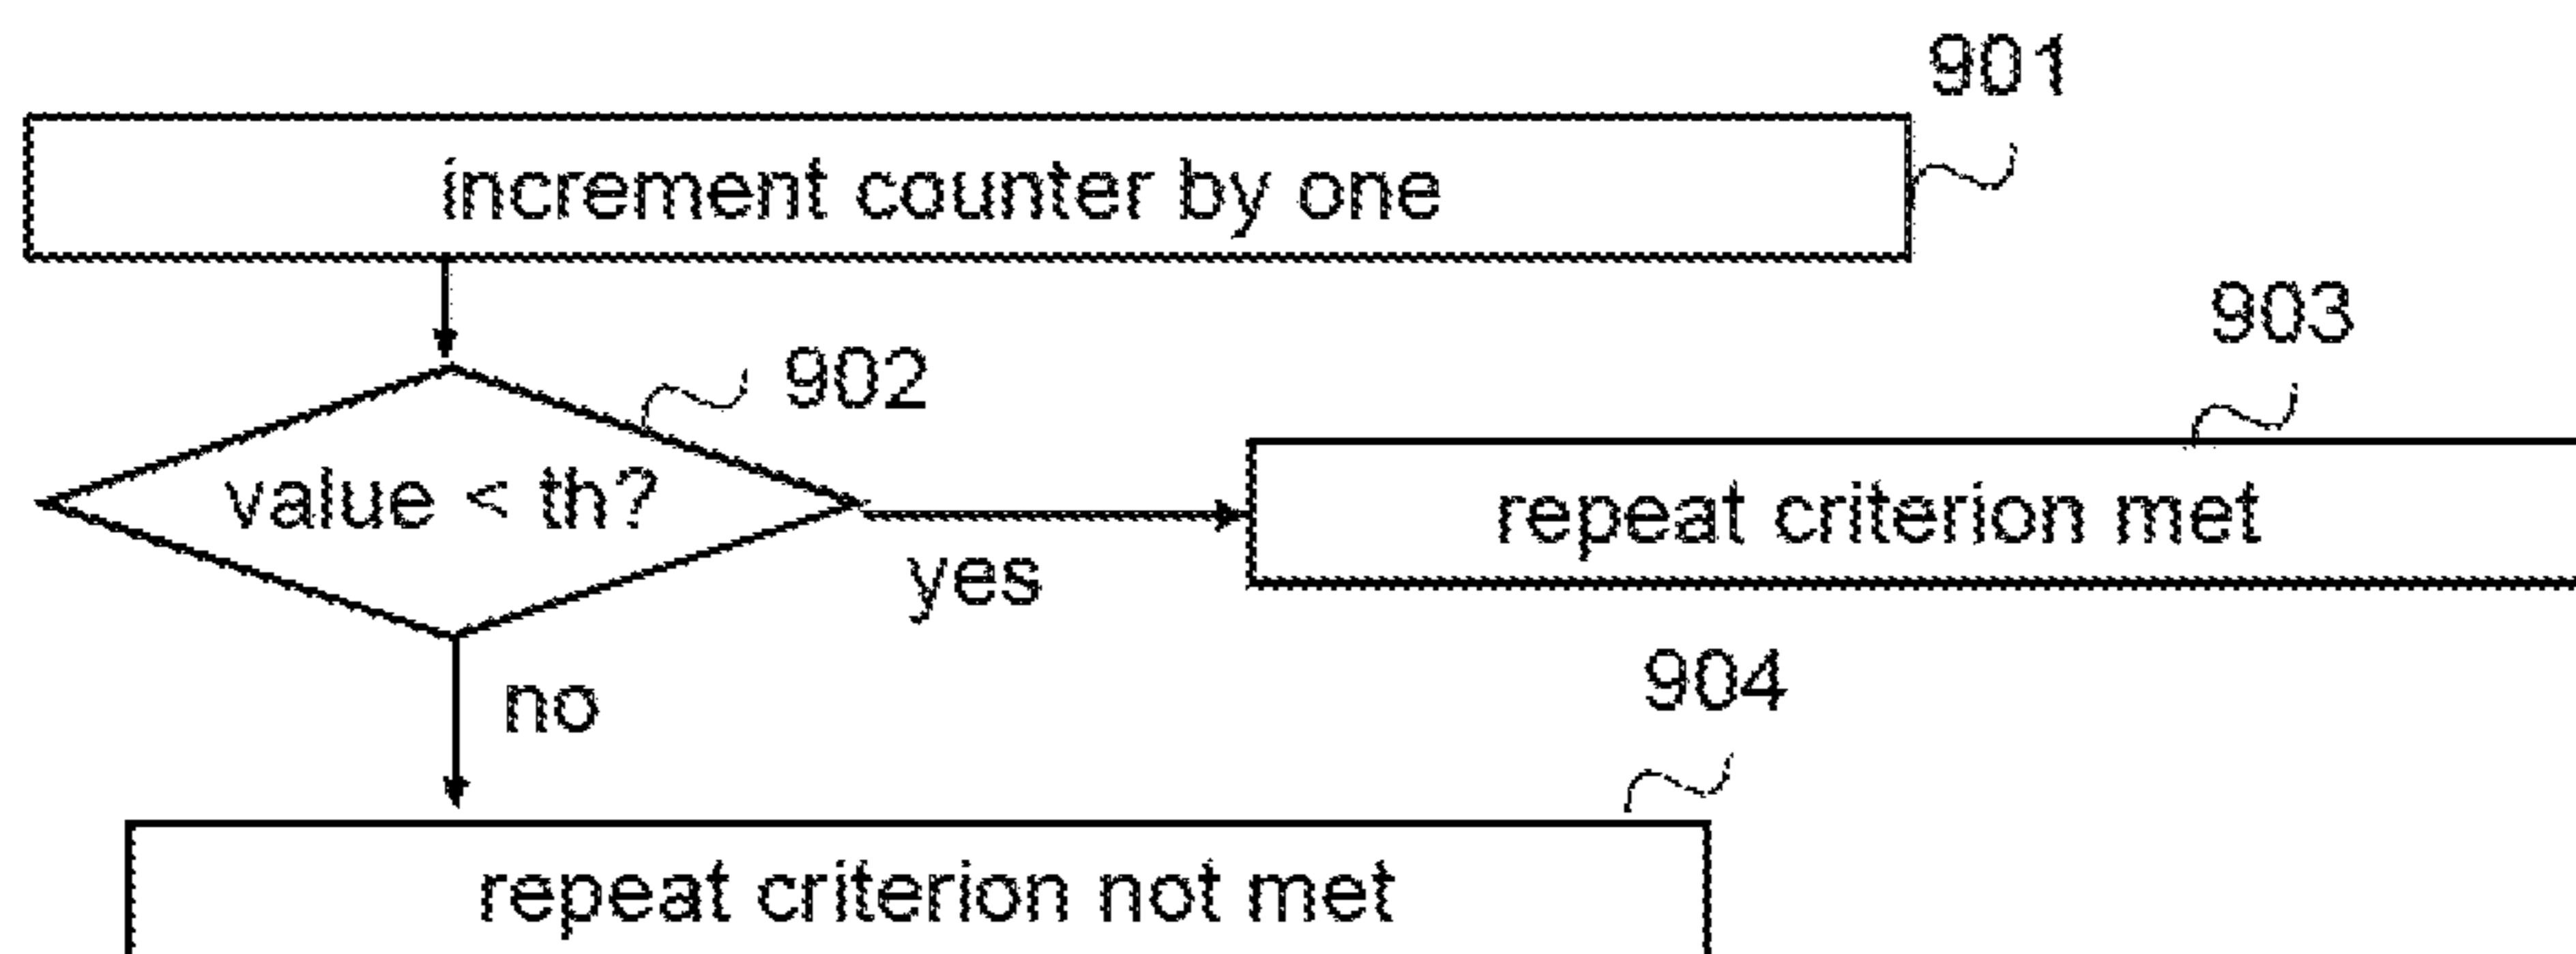 901
increment counter by one
903
902
value < th?
repeat criterion met
yes
904
no
repeat criterion not met